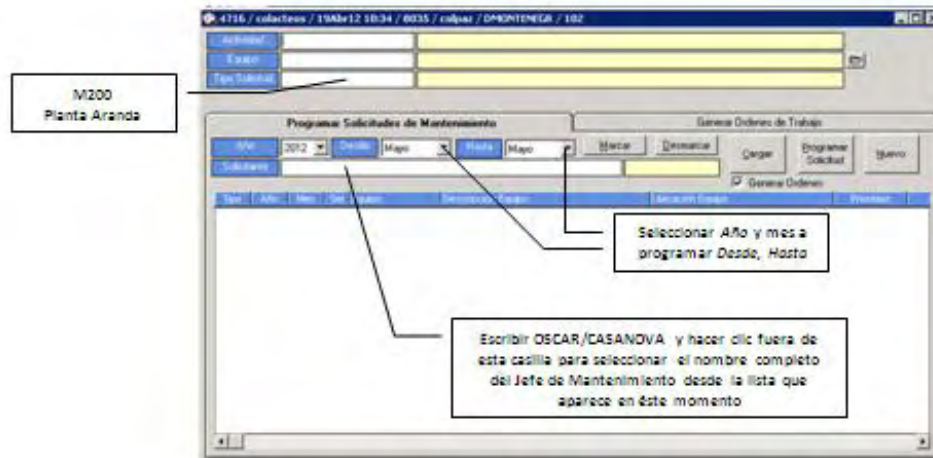 4716 / colacteos / 19Abr12 10:34 / 6035 / calpaz / DMONTENEGR / 102
Actividad
Equipo
Tipo Solicitud
M200
Planta Aranda
Programar Solicitudes de Mantenimiento
Generar Ordenes de Trabajo
Año 2012 Desde Mayo Hasta Mayo Marcar Desmarcar Cargar Programar Solicitud Nuevo
Solicitante
Generar Ordenes
Tipo Año Mes Sol Equipo Descripción Equipo Ubicación Equipo Prioridad
Seleccionar Año y mes a
programar Desde, Hasta
Escribir OSCAR/CASANOVA y hacer clic fuera de
esta casilla para seleccionar el nombre completo
del Jefe de Mantenimiento desde la lista que
aparece en éste momento